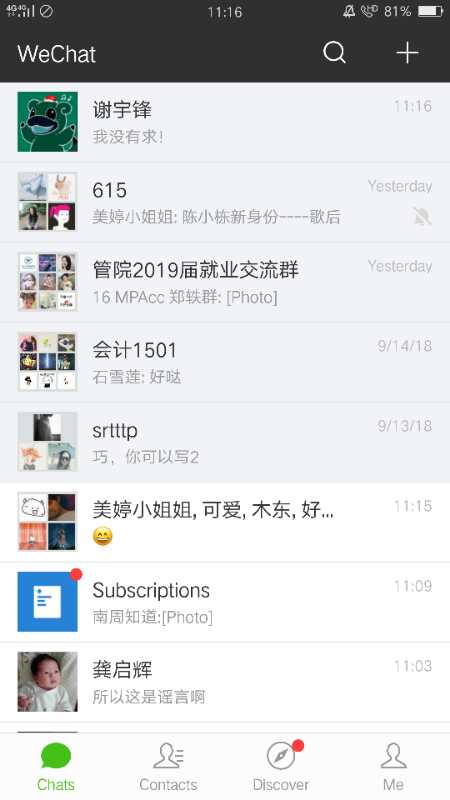 4G 4G 11:16 HD 81%
WeChat
谢宇锋 11:16
我没有求!
615 Yesterday
美婷小姐姐: 陈小栋新身份----歌后
管院2019届就业交流群 Yesterday
16 MPAcc 郑轶群: [Photo]
会计1501 9/14/18
石雪莲: 好哒
srtttp 9/13/18
巧，你可以写2
美婷小姐姐, 可爱, 木东, 好... 11:15
😄
Subscriptions 11:09
南周知道:[Photo]
龚启辉 11:03
所以这是谣言啊
Chats Contacts Discover Me